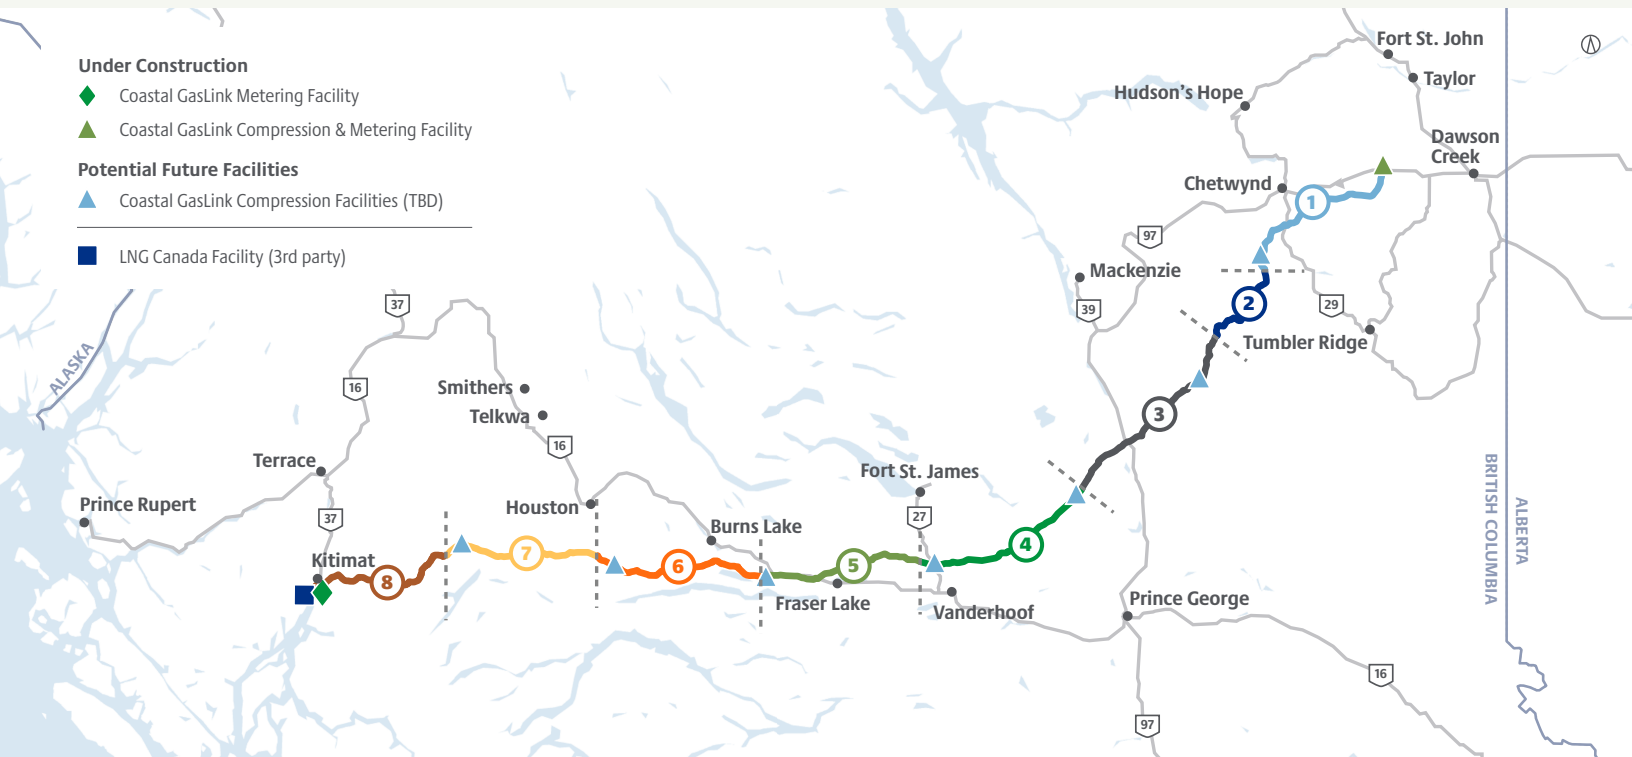 Under Construction
Coastal GasLink Metering Facility
Coastal GasLink Compression & Metering Facility
Potential Future Facilities
Coastal GasLink Compression Facilities (TBD)
LNG Canada Facility (3rd party)
Fort St. John
Taylor
Hudson's Hope
Dawson
Creek
Chetwynd
1
97
Mackenzie
39
2
29
Tumbler Ridge
ALASKA
37
16
Smithers
Telkwa
16
3
Terrace
Prince Rupert
37
Houston
Fort St. James
27
Burns Lake
BRITISH COLUMBIA
ALBERTA
Kitimat
8
7
6
5
4
Fraser Lake
Vanderhoof
Prince George
16
97